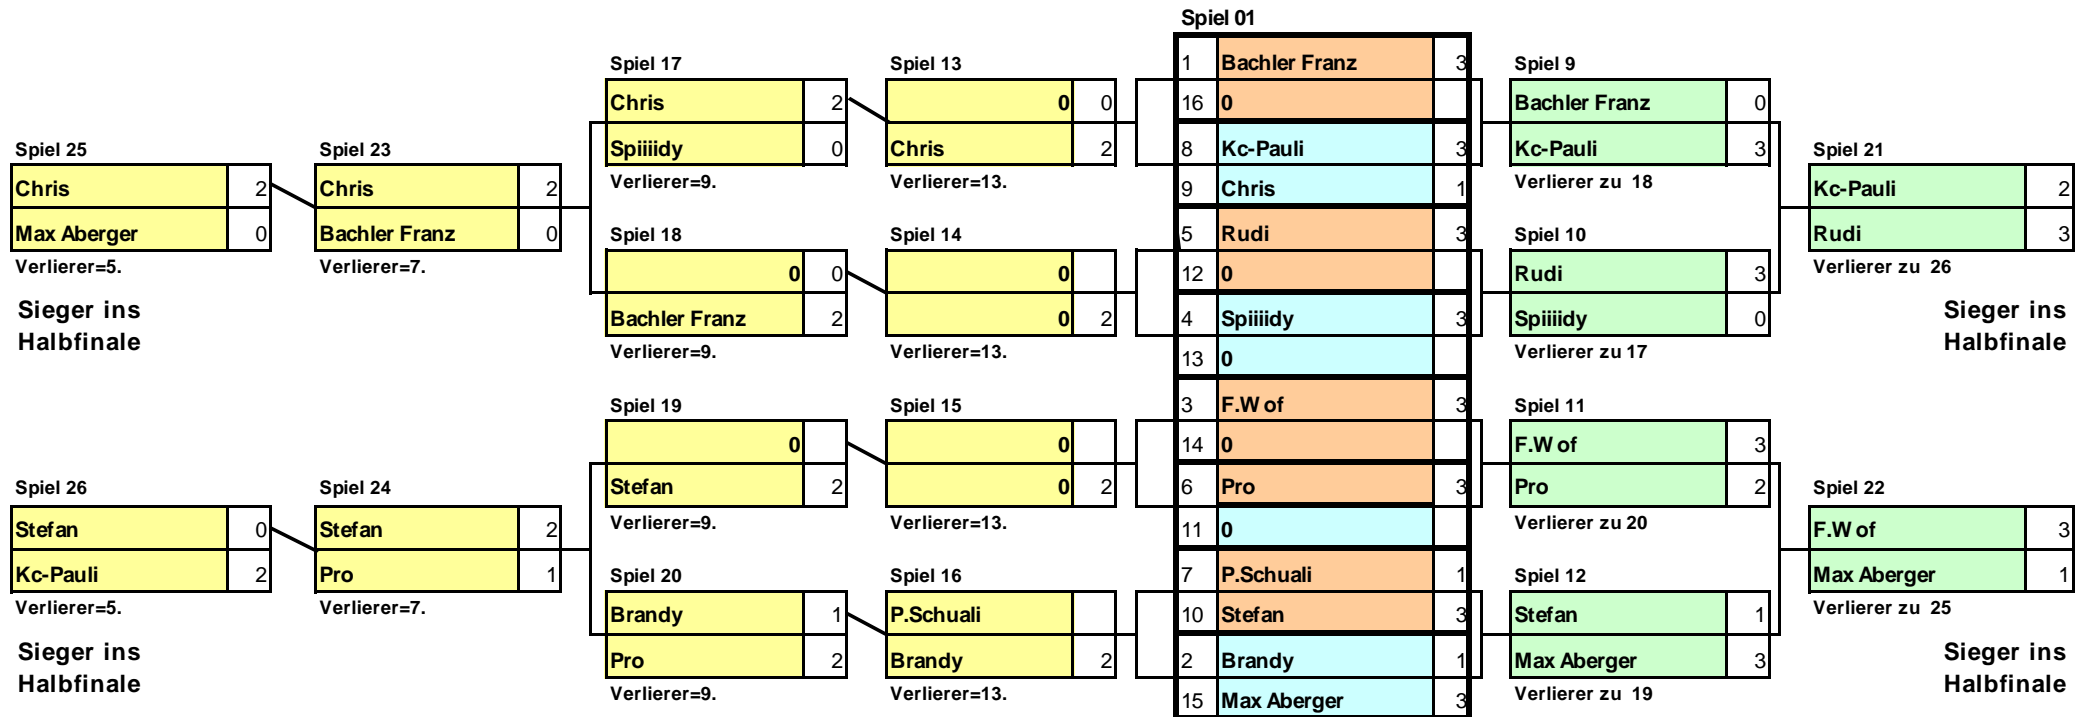 Spiel 01
1 Bachler Franz 3
Spiel 17 Spiel 13 Spiel 9
Chris 2 0 0 16 0 Bachler Franz 0
Spiel 25 Spiel 23 Spiiiidy 0 Chris 2 8 Kc-Pauli 3 Kc-Pauli 3 Spiel 21
Chris 2 Chris 2 Verlierer=9. Verlierer=13. 9 Chris 1 Verlierer zu 18 Kc-Pauli 2
Max Aberger 0 Bachler Franz 0 Spiel 18 Spiel 14 5 Rudi 3 Spiel 10 Rudi 3
Verlierer=5. Verlierer=7. 0 0 0 12 0 Rudi 3 Verlierer zu 26
Sieger ins Bachler Franz 2 0 2 4 Spiiiidy 3 Spiiiidy 0 Sieger ins
Halbfinale Verlierer=9. Verlierer=13. 13 0 Verlierer zu 17 Halbfinale
Spiel 19 Spiel 15 3 F.W of 3 Spiel 11
0 0 14 0 F.W of 3
Spiel 26 Spiel 24 Stefan 2 0 2 6 Pro 3 Pro 2 Spiel 22
Stefan 0 Stefan 2 Verlierer=9. Verlierer=13. 11 0 Verlierer zu 20 F.W of 3
Kc-Pauli 2 Pro 1 Spiel 20 Spiel 16 7 P.Schuali 1 Spiel 12 Max Aberger 1
Verlierer=5. Verlierer=7. Brandy 1 P.Schuali 10 Stefan 3 Stefan 1 Verlierer zu 25
Sieger ins Pro 2 Brandy 2 2 Brandy 1 Max Aberger 3 Sieger ins
Halbfinale Verlierer=9. Verlierer=13. 15 Max Aberger 3 Verlierer zu 19 Halbfinale